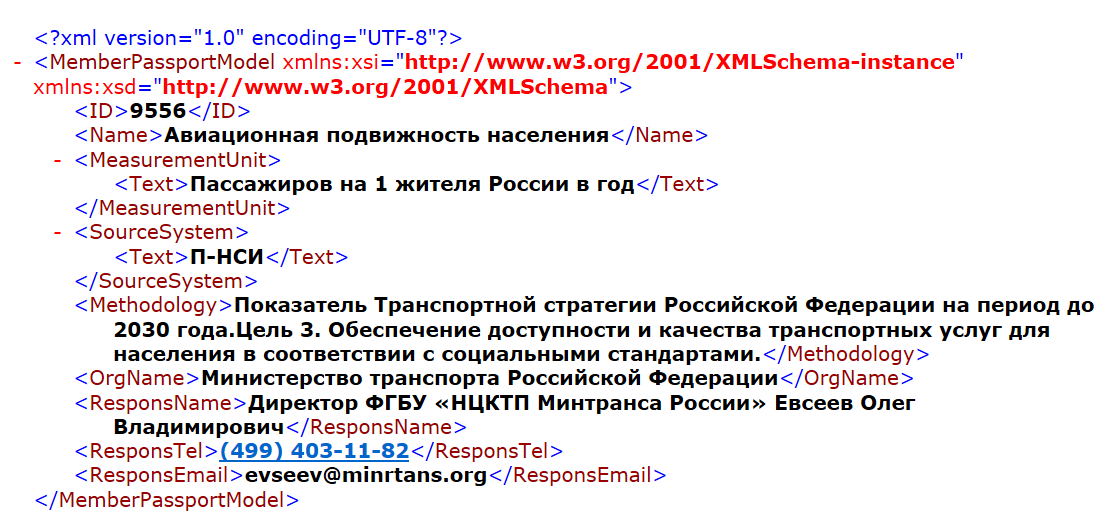 <?xml version="1.0" encoding="UTF-8"?>
- <MemberPassportModel xmlns:xsi="http://www.w3.org/2001/XMLSchema-instance"
xmlns:xsd="http://www.w3.org/2001/XMLSchema">
<ID>9556</ID>
<Name>Авиационная подвижность населения</Name>
- <MeasurementUnit>
<Text>Пассажиров на 1 жителя России в год</Text>
</MeasurementUnit>
- <SourceSystem>
<Text>П-НСИ</Text>
</SourceSystem>
<Methodology>Показатель Транспортной стратегии Российской Федерации на период до
2030 года.Цель 3. Обеспечение доступности и качества транспортных услуг для
населения в соответствии с социальными стандартами.</Methodology>
<OrgName>Министерство транспорта Российской Федерации</OrgName>
<ResponsName>Директор ФГБУ «НЦКТП Минтранса России» Евсеев Олег
Владимирович</ResponsName>
<ResponsTel>(499) 403-11-82</ResponsTel>
<ResponsEmail>evseev@minrtans.org</ResponsEmail>
</MemberPassportModel>